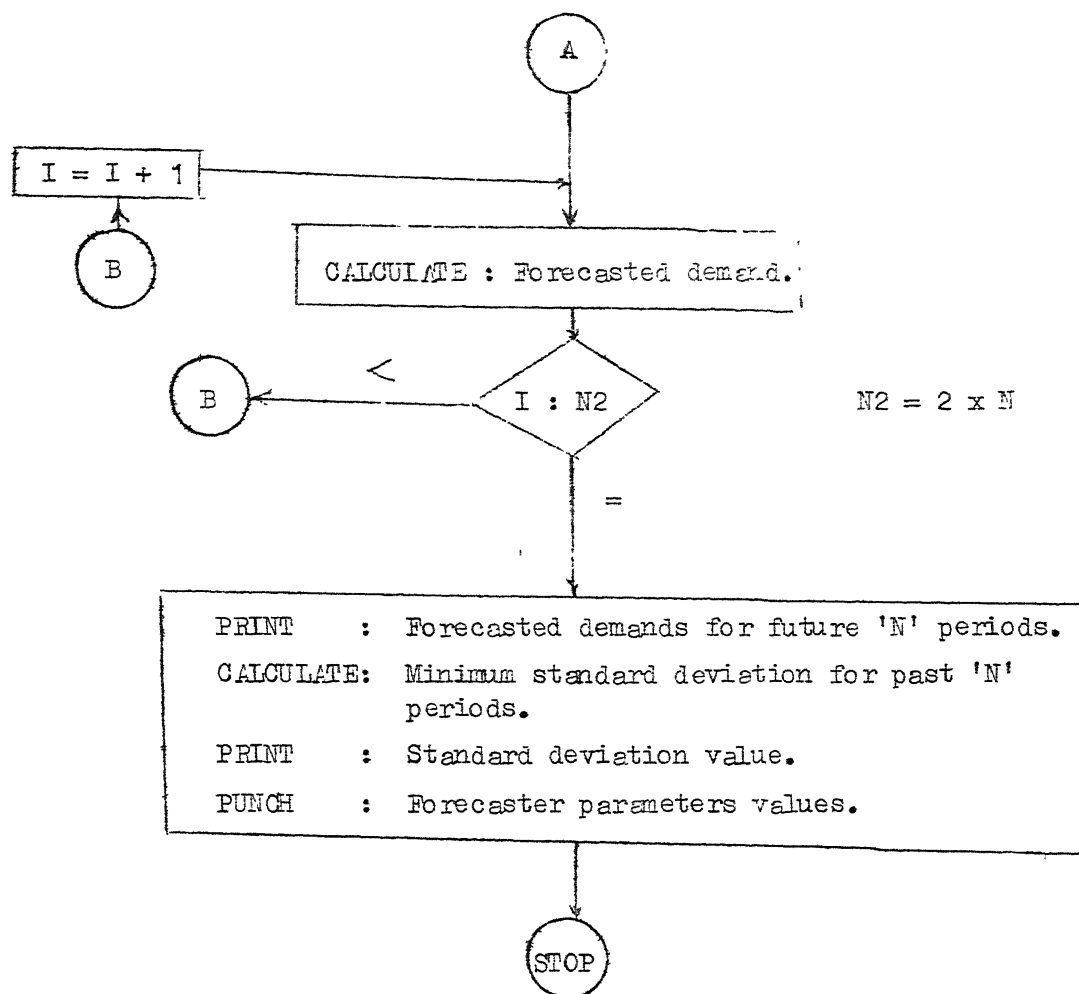 A
I = I + 1
B
CALCULATE : Forecasted demand.
<
B
I : N2
N2 = 2 x N
=
PRINT : Forecasted demands for future 'N' periods.
CALCULATE: Minimum standard deviation for past 'N'
periods.
PRINT : Standard deviation value.
PUNCH : Forecaster parameters values.
STOP